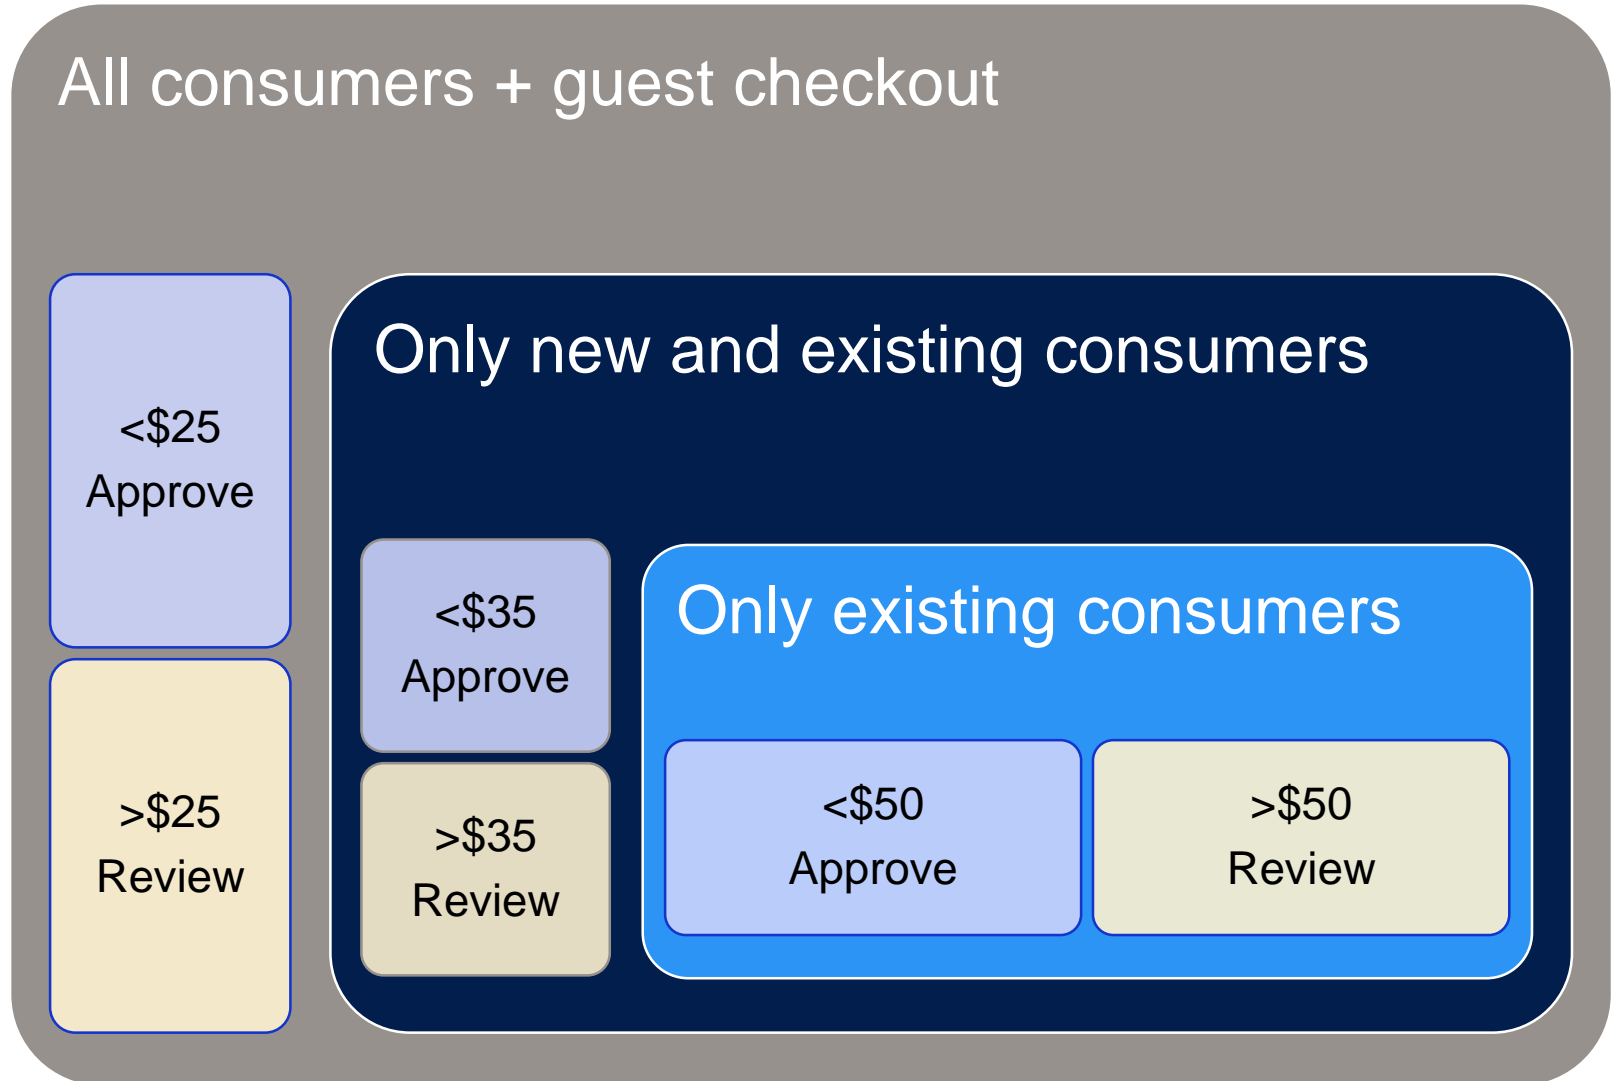 All consumers + guest checkout
<$25
Approve
>$25
Review
Only new and existing consumers
<$35
Approve
>$35
Review
Only existing consumers
<$50
Approve
>$50
Review